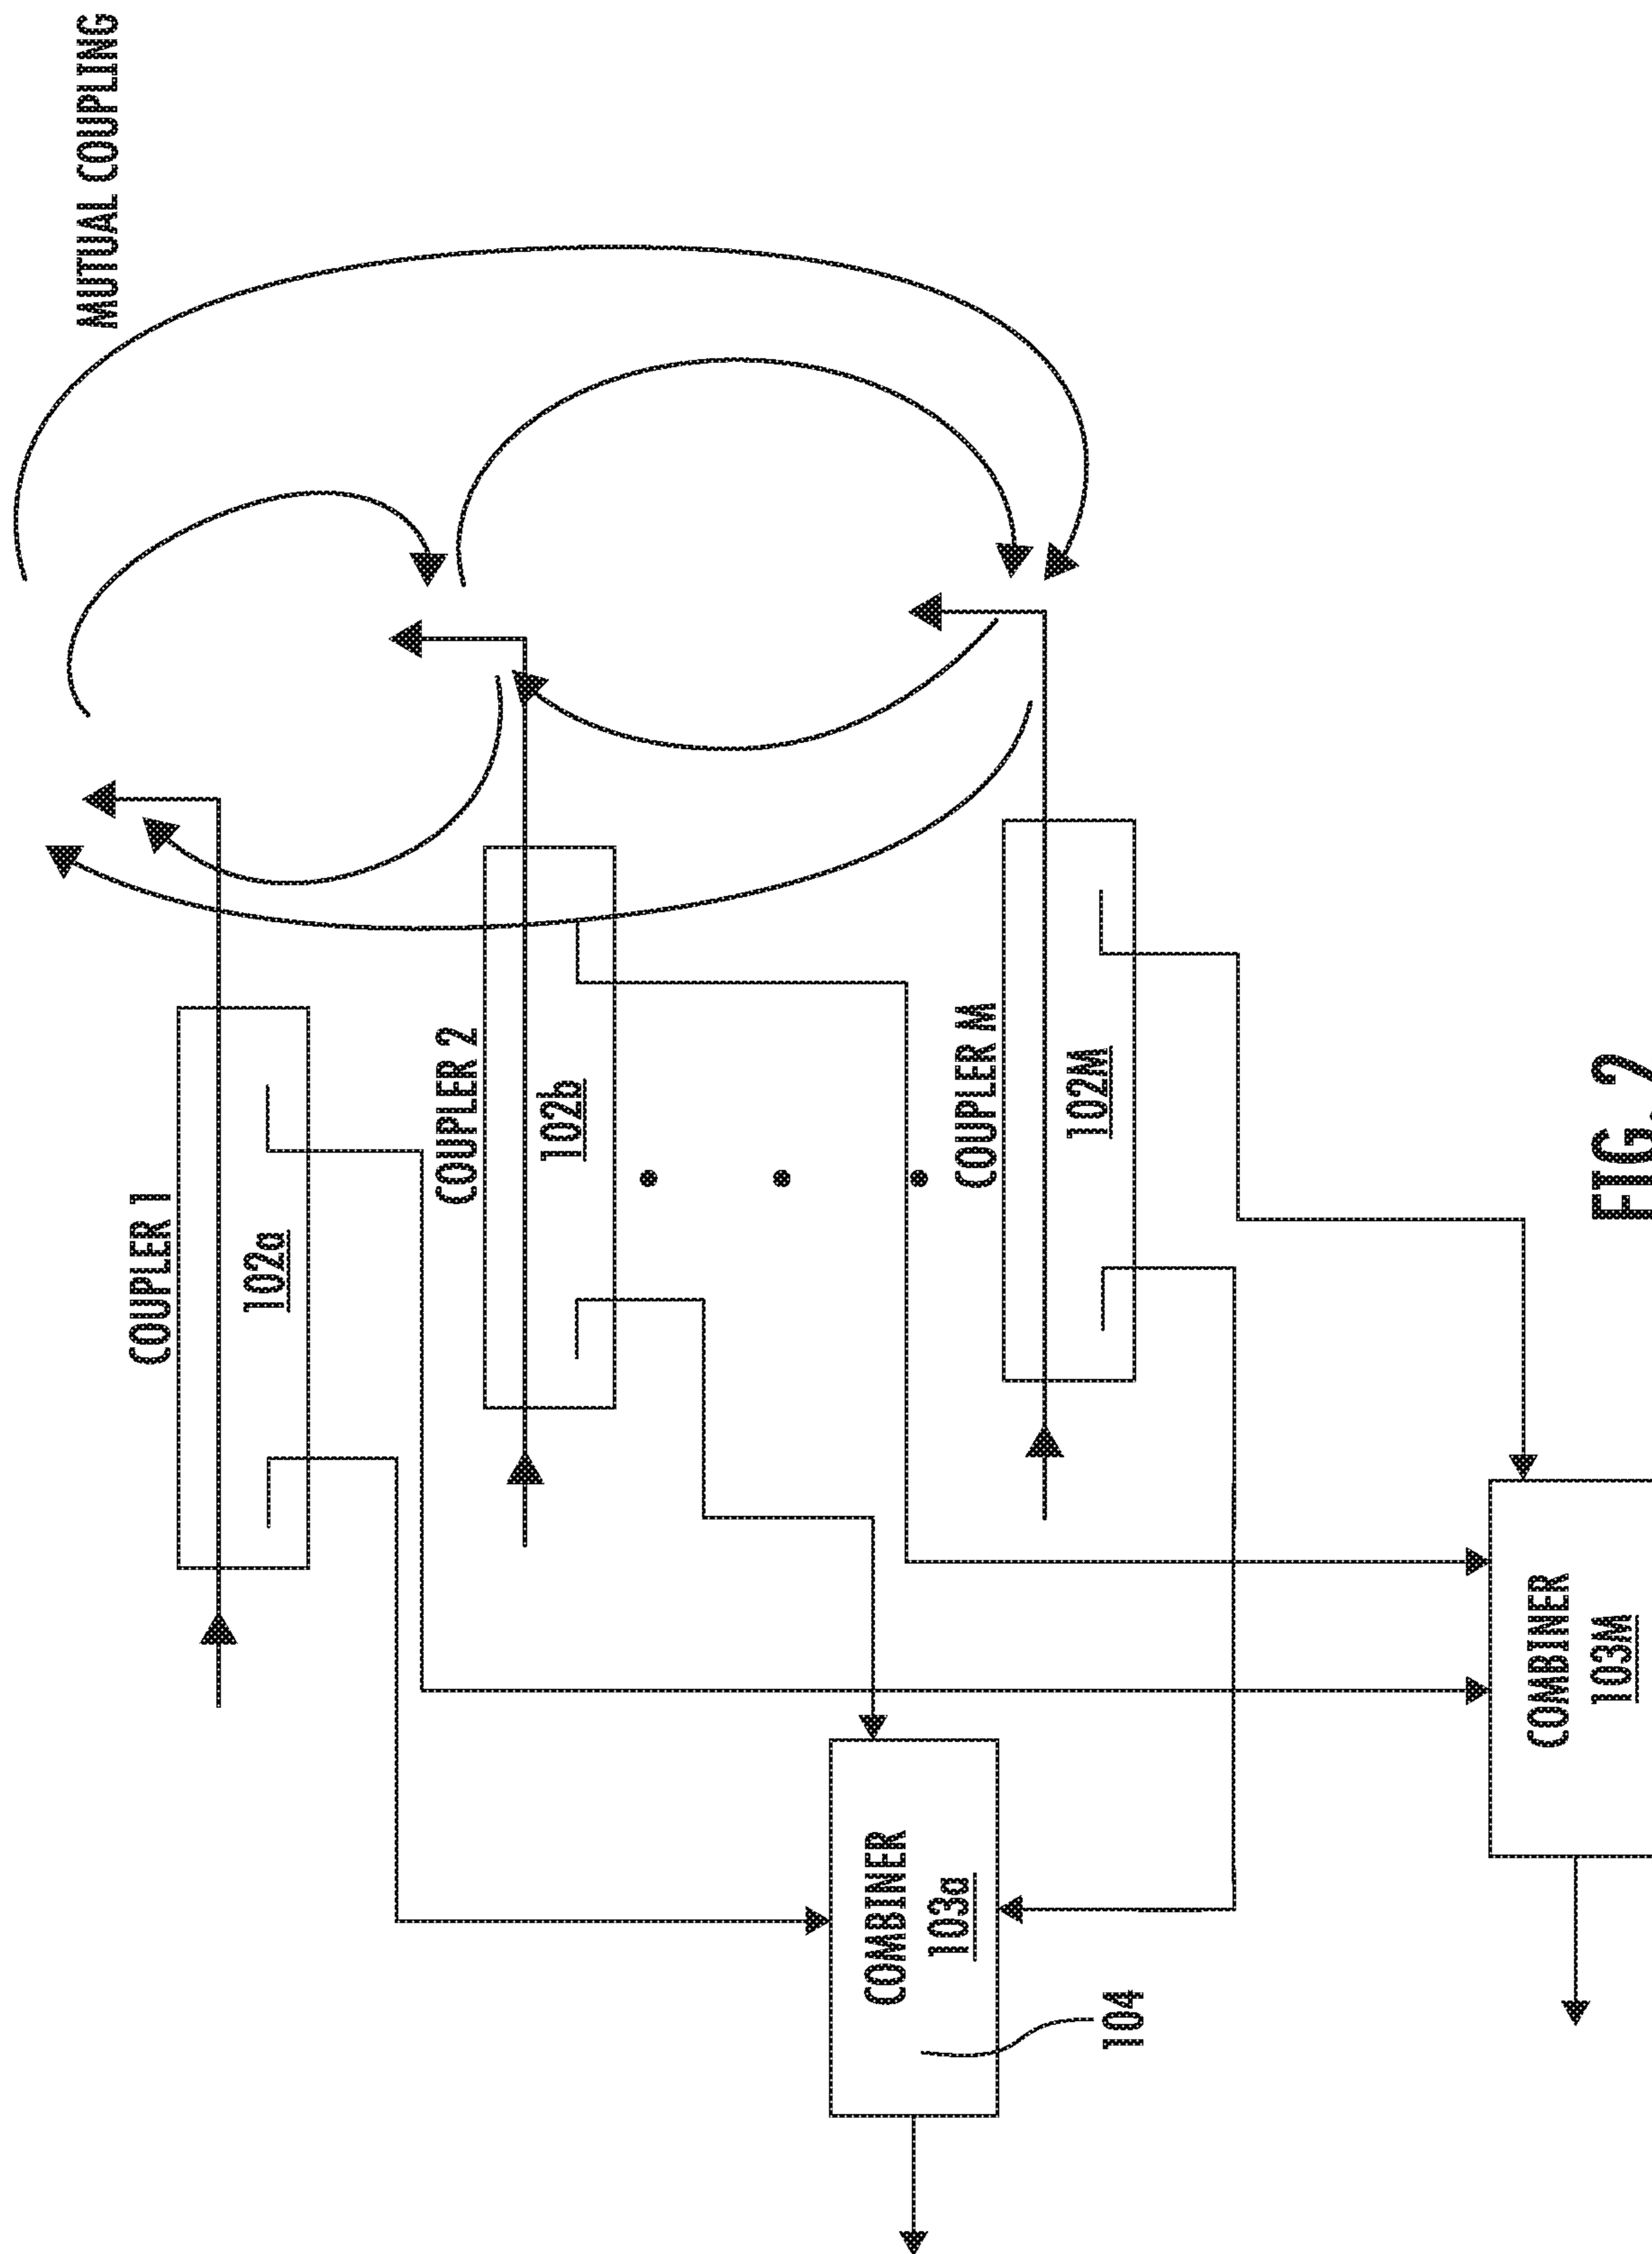 MUTUAL COUPLING
COUPLER 1
102a
COUPLER 2
102b
COUPLER M
102M
COMBINER
103a
104
COMBINER
103M
FIG. 2